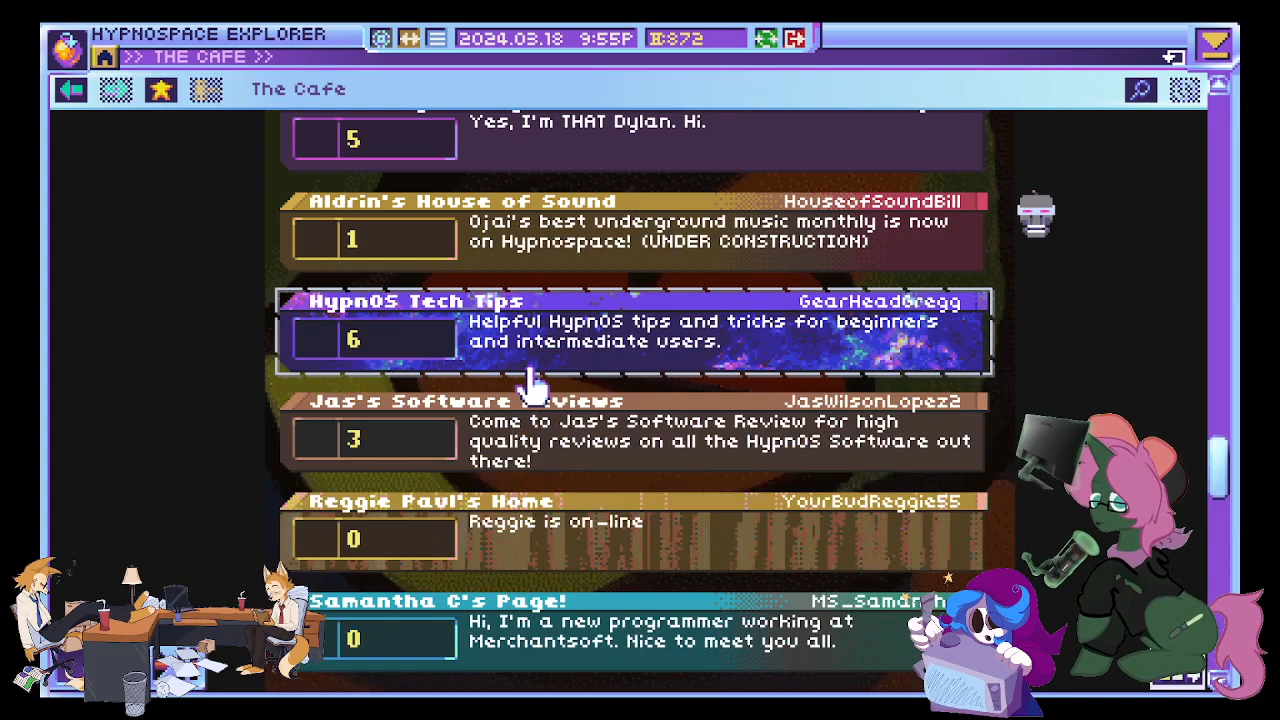 HYPNOSPACE EXPLORER
2024.03.18 9:55P
872
>> THE CAFE >>
The Cafe
Yes, I'm THAT Dylan. Hi.
5
Aldrin's House of Sound
HouseofSoundBill
1
Ojai's best underground music monthly is now
on Hypnospace! (UNDER CONSTRUCTION)
HypnOS Tech Tips
GearHeadGregg
6
Helpful HypnOS tips and tricks for beginners
and intermediate users.
Jas's Software Reviews
JasWilsonLopez2
3
Come to Jas's Software Review for high
quality reviews on all the HypnOS Software out
there!
Reggie Paul's Home
YourBudReggie55
0
Reggie is on-line
Samantha C's Page!
0
Hi, I'm a new programmer working at
Merchantsoft. Nice to meet you all.